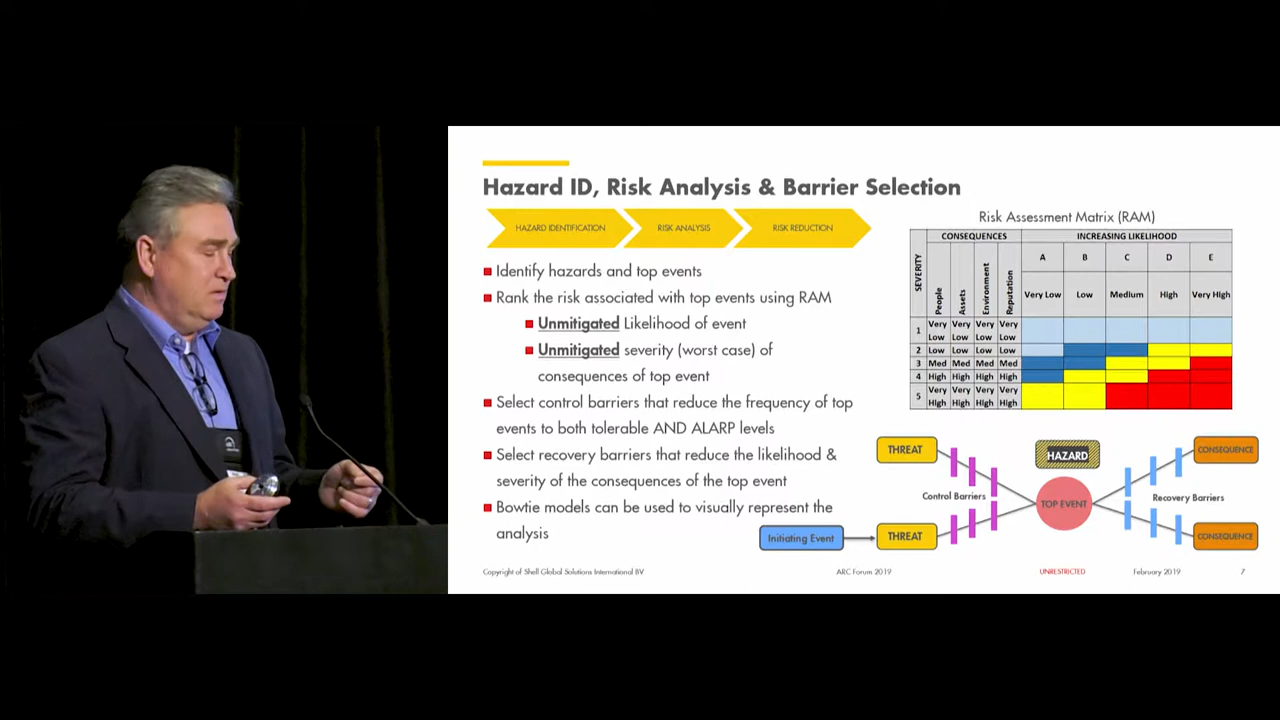 Hazard ID, Risk Analysis & Barrier Selection
HAZARD IDENTIFICATION
RISK ANALYSIS
RISK REDUCTION
Identify hazards and top events
Rank the risk associated with top events using RAM
Unmitigated Likelihood of event
Unmitigated severity (worst case) of
consequences of top event
Select control barriers that reduce the frequency of top
events to both tolerable AND ALARP levels
Select recovery barriers that reduce the likelihood &
severity of the consequences of the top event
Bowtie models can be used to visually represent the
analysis
Risk Assessment Matrix (RAM)
SEVERITY
CONSEQUENCES
INCREASING LIKELIHOOD
People
Assets
Environment
Reputation
A B C D E
Very Low Low Medium High Very High
1 Very Low Very Low Very Low Very Low
2 Low Low Low Low
3 Med Med Med Med
4 High High High High
5 Very High Very High Very High Very High
THREAT
HAZARD
CONSEQUENCE
Control Barriers
TOP EVENT
Recovery Barriers
Initiating Event
THREAT
CONSEQUENCE
Copyright of Shell Global Solutions International BV
ARC Forum 2019
UNRESTRICTED
February 2019
7